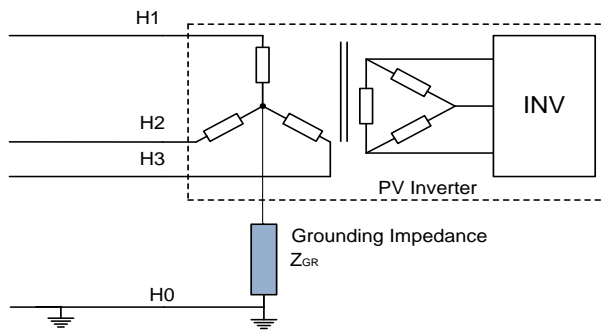 H1
H2
H3
INV
PV Inverter
Grounding Impedance
ZGR
H0